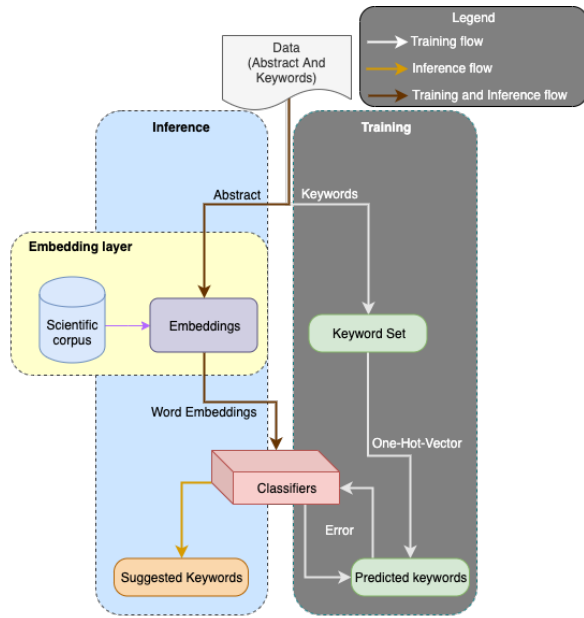 Legend
Training flow
Inference flow
Training and Inference flow
Data
(Abstract And
Keywords)
Inference
Training
Abstract
Keywords
Embedding layer
Scientific
corpus
Embeddings
Keyword Set
Word Embeddings
One-Hot-Vector
Classifiers
Error
Suggested Keywords
Predicted keywords